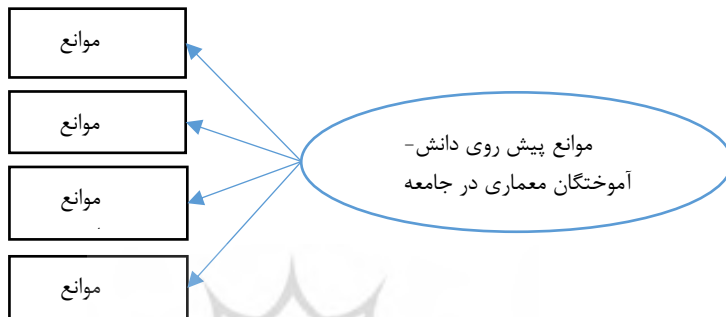 موانع
موانع
موانع
موانع
موانع پیش روی دانش-
آموختگان معماری در جامعه